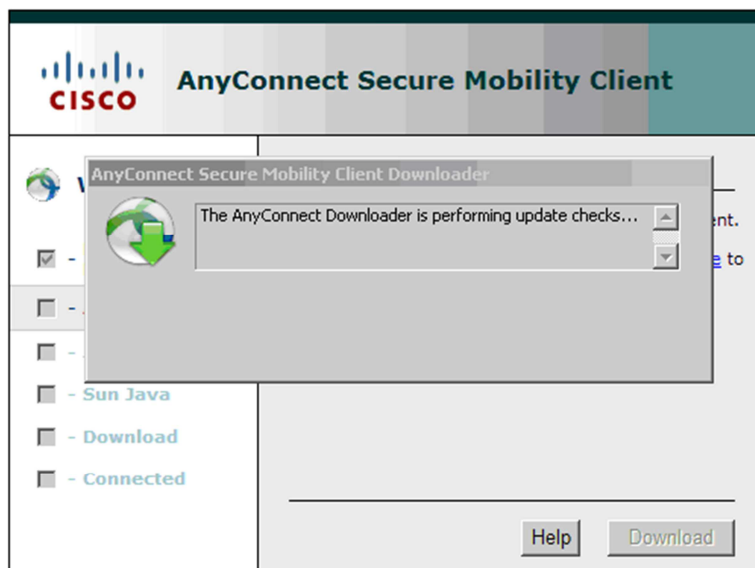 CISCO
AnyConnect Secure Mobility Client
AnyConnect Secure Mobility Client Downloader
The AnyConnect Downloader is performing update checks...
- Sun Java
- Download
- Connected
to
Help
Download